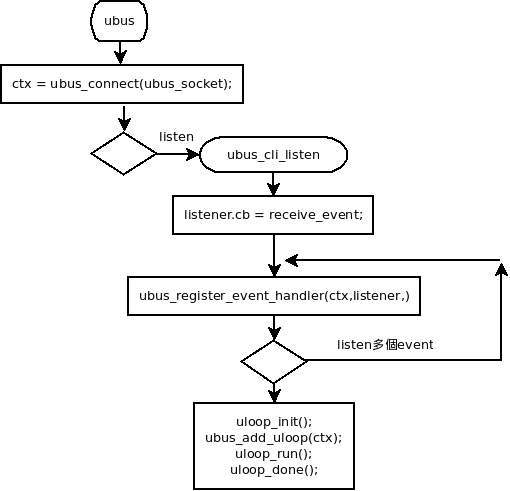 ubus
ctx = ubus_connect(ubus_socket);
listen
ubus_cli_listen
listener.cb = receive_event;
ubus_register_event_handler(ctx,listener,)
listen多個event
uloop_init();
ubus_add_uloop(ctx);
uloop_run();
uloop_done();